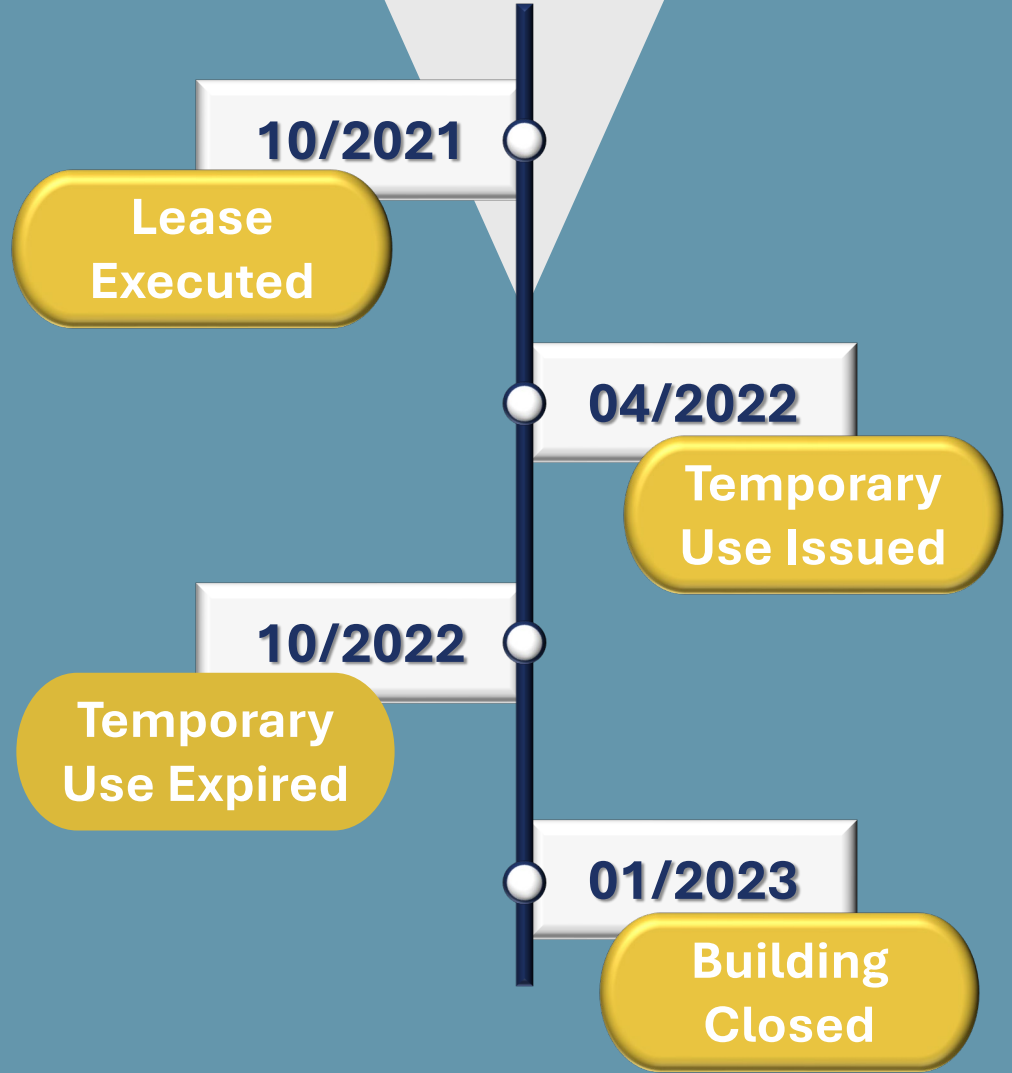 10/2021
Lease
Executed
04/2022
Temporary
Use Issued
10/2022
Temporary
Use Expired
01/2023
Building
Closed